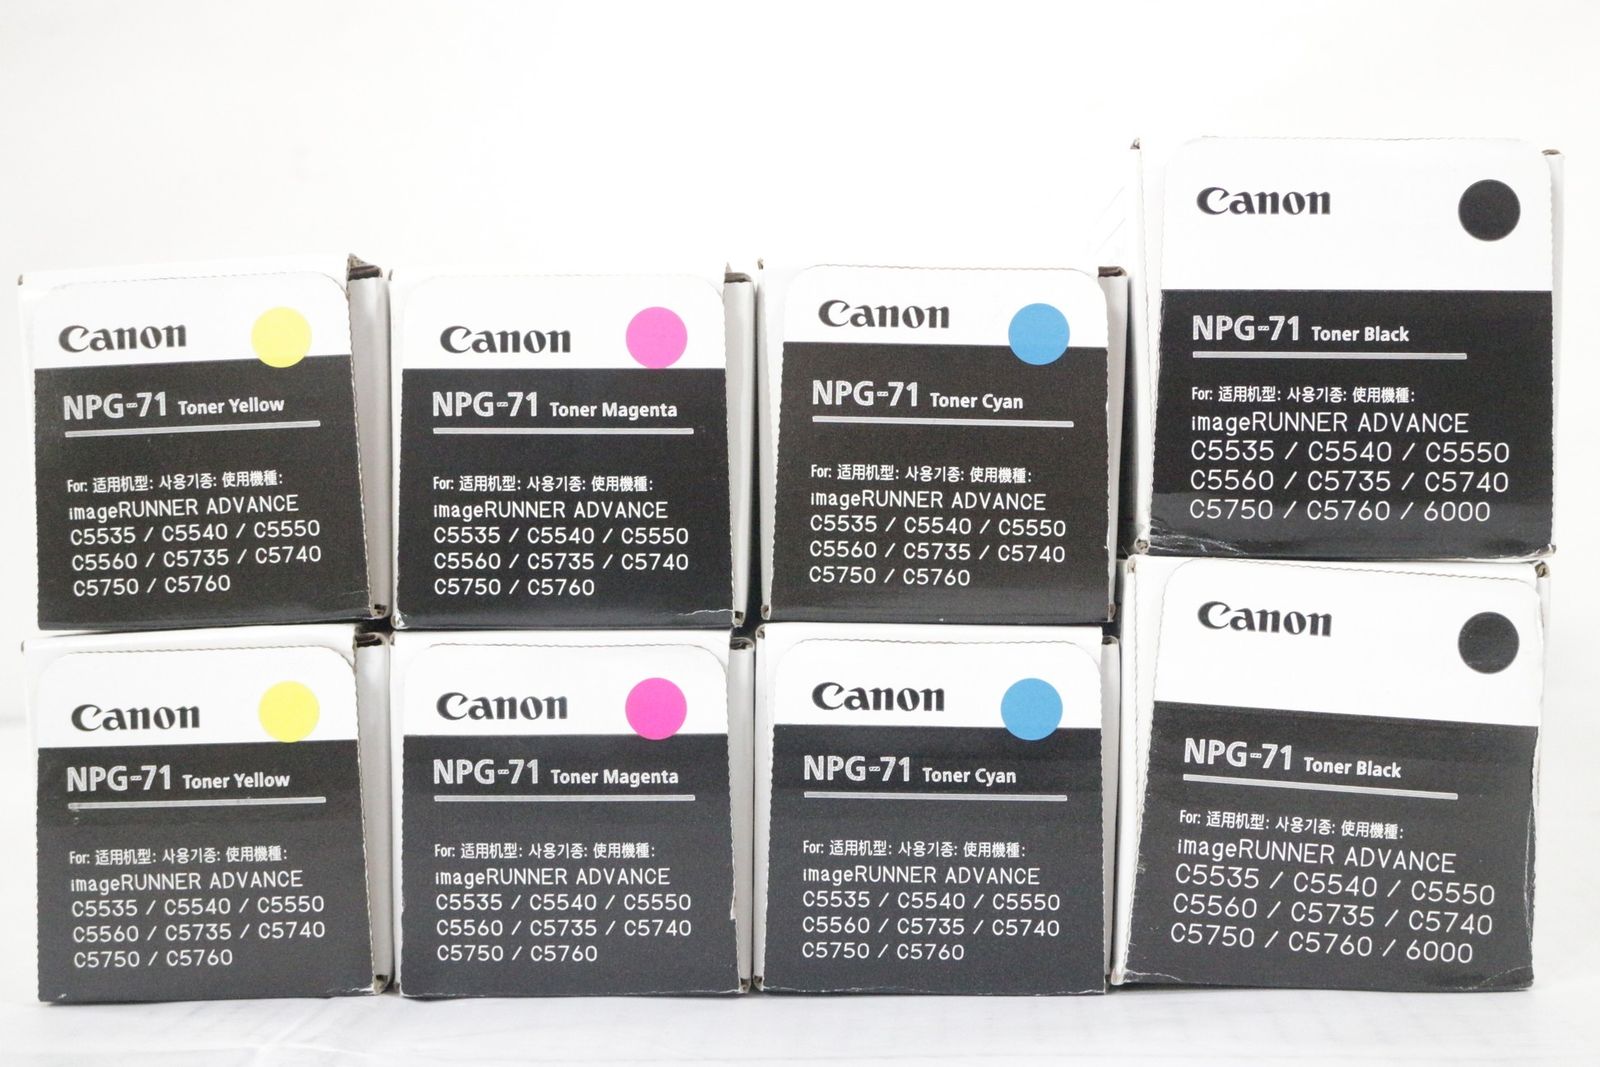 Canon
NPG-71 Toner Yellow
For: 适用机型: 사용기종: 使用機種:
imageRUNNER ADVANCE
C5535 / C5540 / C5550
C5560 / C5735 / C5740
C5750 / C5760
Canon
NPG-71 Toner Magenta
For: 适用机型: 사용기종: 使用機種:
imageRUNNER ADVANCE
C5535 / C5540 / C5550
C5560 / C5735 / C5740
C5750 / C5760
Canon
NPG-71 Toner Cyan
For: 适用机型: 사용기종: 使用機種:
imageRUNNER ADVANCE
C5535 / C5540 / C5550
C5560 / C5735 / C5740
C5750 / C5760
Canon
NPG-71 Toner Black
For: 适用机型: 사용기종: 使用機種:
imageRUNNER ADVANCE
C5535 / C5540 / C5550
C5560 / C5735 / C5740
C5750 / C5760 / 6000
Canon
NPG-71 Toner Yellow
For: 适用机型: 사용기종: 使用機種:
imageRUNNER ADVANCE
C5535 / C5540 / C5550
C5560 / C5735 / C5740
C5750 / C5760
Canon
NPG-71 Toner Magenta
For: 适用机型: 사용기종: 使用機種:
imageRUNNER ADVANCE
C5535 / C5540 / C5550
C5560 / C5735 / C5740
C5750 / C5760
Canon
NPG-71 Toner Cyan
For: 适用机型: 사용기종: 使用機種:
imageRUNNER ADVANCE
C5535 / C5540 / C5550
C5560 / C5735 / C5740
C5750 / C5760
Canon
NPG-71 Toner Black
For: 适用机型: 사용기종: 使用機種:
imageRUNNER ADVANCE
C5535 / C5540 / C5550
C5560 / C5735 / C5740
C5750 / C5760 / 6000